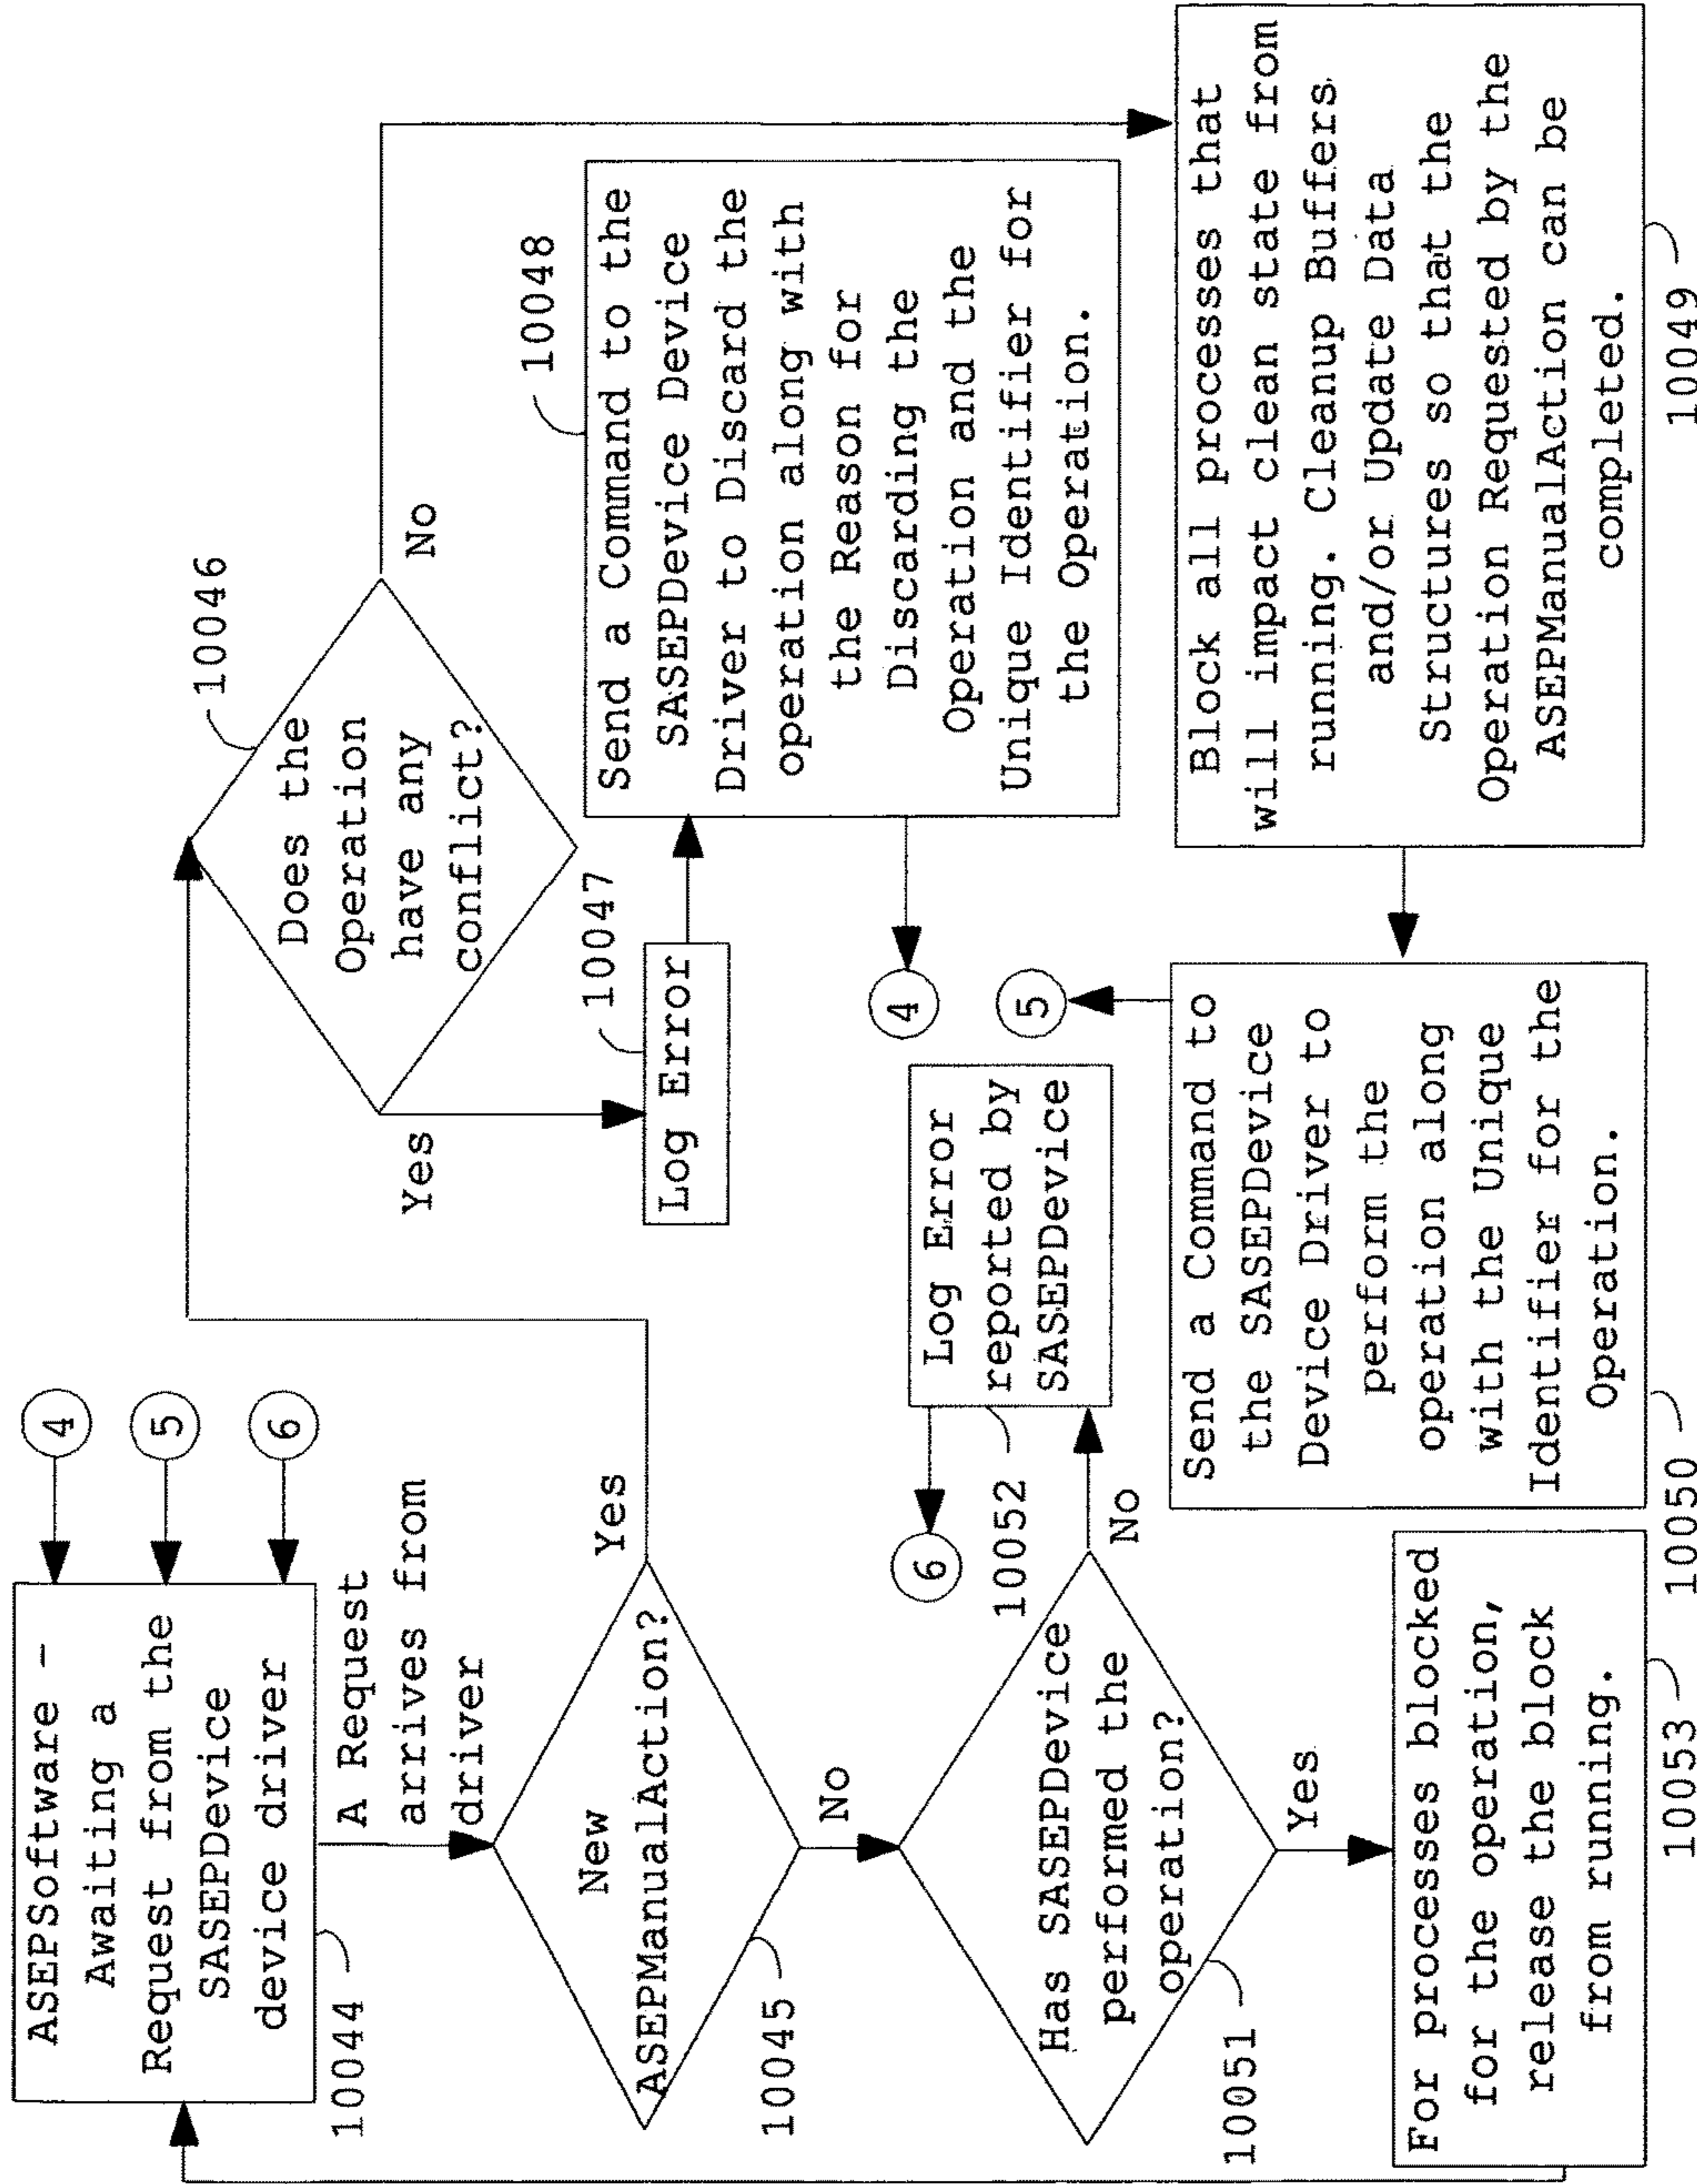 ASEPSoftware -
Awaiting a
Request from the
SASEPDevice
device driver
10044
4
5
6
A Request
arrives from
driver
New
ASEPManualAction?
10045
Yes
No
Does the
Operation
have any
conflict?
10046
Yes
No
Log Error
10047
Send a Command to the
SASEPDevice Device
Driver to Discard the
operation along with
the Reason for
Discarding the
Operation and the
Unique Identifier for
the Operation.
10048
4
Block all processes that
will impact clean state from
running. Cleanup Buffers
and/or Update Data
Structures so that the
Operation Requested by the
ASEPManualAction can be
completed.
10049
Send a Command to
the SASEPDevice
Device Driver to
perform the
operation along
with the Unique
Identifier for the
Operation.
10050
5
Has SASEPDevice
performed the
operation?
10051
No
Yes
Log Error
reported by
SASEPDevice
10052
6
For processes blocked
for the operation,
release the block
from running.
10053